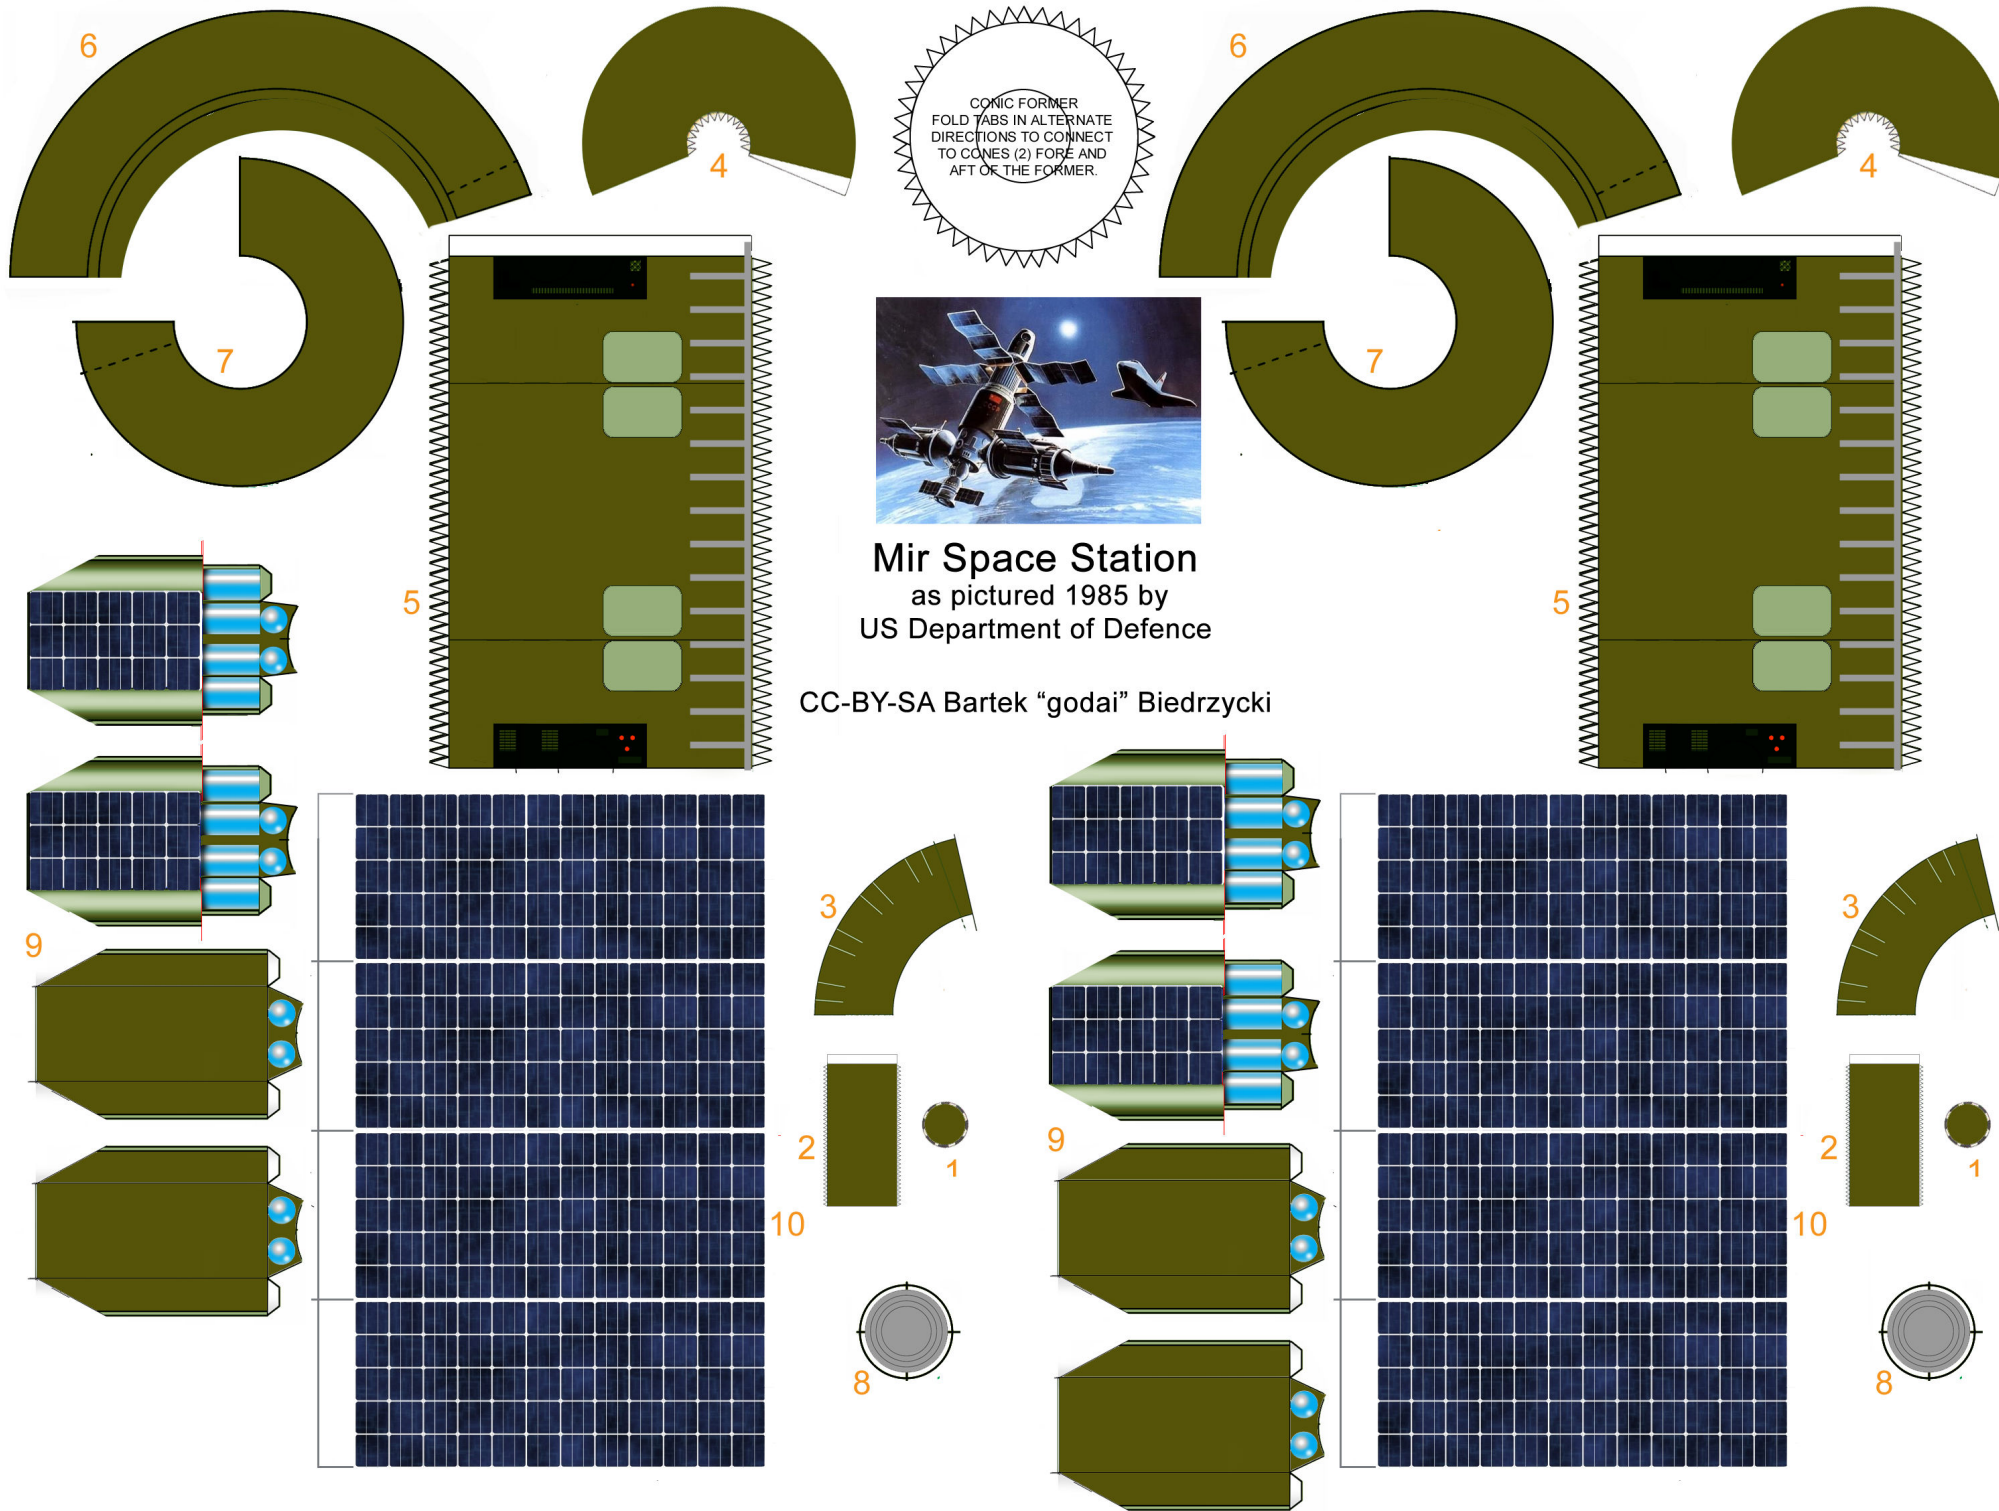 6
4
CONIC FORMER
FOLD TABS IN ALTERNATE
DIRECTIONS TO CONNECT
TO CONES (2) FORE AND
AFT OF THE FORMER.
6
4
7
7
Mir Space Station
as pictured 1985 by
US Department of Defence
5
5
CC-BY-SA Bartek “godai” Biedrzycki
3
3
9
9
2
1
2
1
10
10
8
8